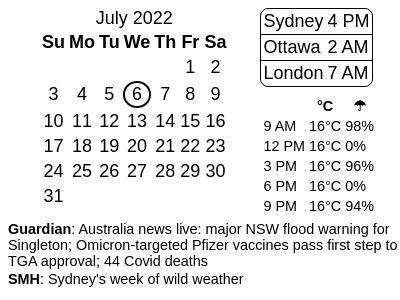 July 2022
Su Mo Tu We Th Fr Sa
1 2
3 4 5 6 7 8 9
10 11 12 13 14 15 16
17 18 19 20 21 22 23
24 25 26 27 28 29 30
31
Sydney 4 PM
Ottawa 2 AM
London 7 AM
°C ☂
9 AM 16°C 98%
12 PM 16°C 0%
3 PM 16°C 96%
6 PM 16°C 0%
9 PM 16°C 94%
Guardian: Australia news live: major NSW flood warning for
Singleton; Omicron-targeted Pfizer vaccines pass first step to
TGA approval; 44 Covid deaths
SMH: Sydney's week of wild weather